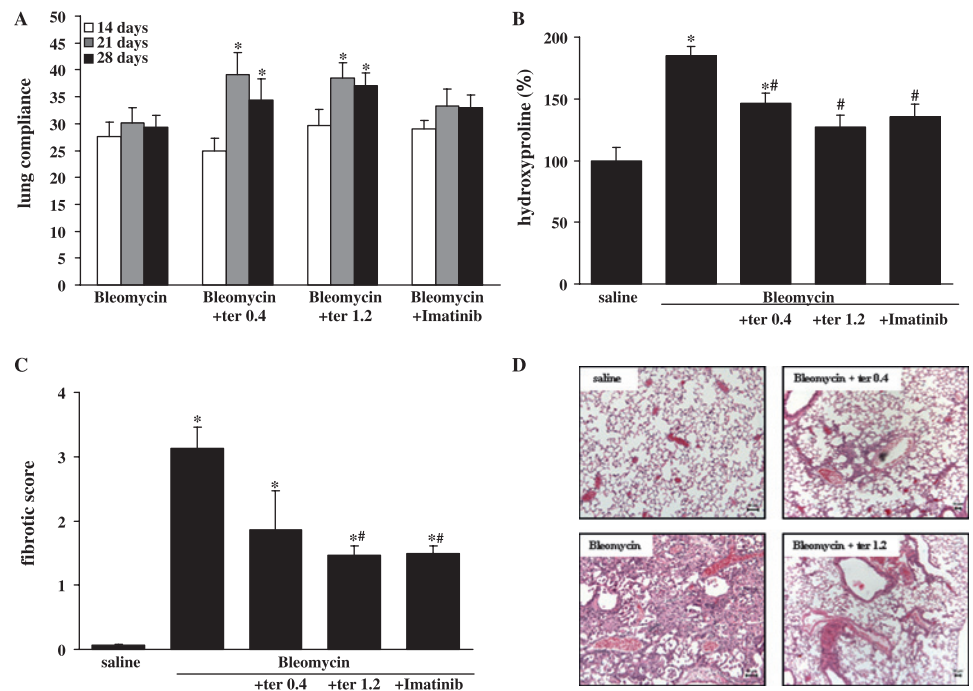 A
lung compliance
50
45
40
35
30
25
20
15
10
5
0
14 days
21 days
28 days
* * * *
Bleomycin Bleomycin Bleomycin Bleomycin
+ter 0.4 +ter 1.2 +Imatinib
B
hydroxyproline (%)
200
150
100
50
0
* *# # #
saline Bleomycin
+ter 0.4 +ter 1.2 +Imatinib
C
fibrotic score
4
3
2
1
0
* * *# *#
saline Bleomycin
+ter 0.4 +ter 1.2 +Imatinib
D
saline
Bleomycin + ter 0.4
Bleomycin
Bleomycin + ter 1.2